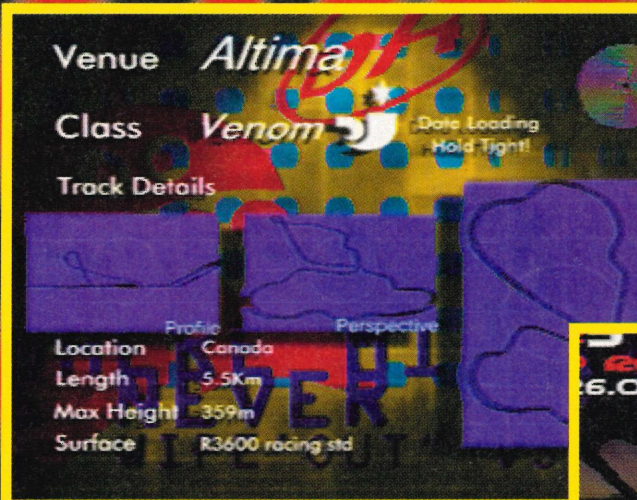 Venue Altima
Class Venom
Data Loading
Hold Tight!
Track Details
Profile
Perspective
Location Canada
Length 5.5Km
Max Height 359m
Surface R3600 racing std
NEVER